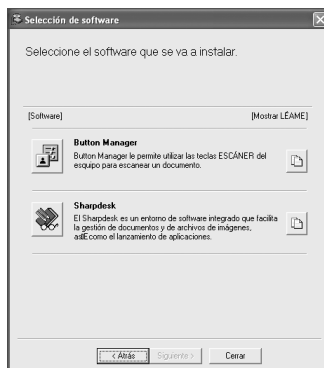 Selección de software
Seleccione el software que se va a instalar.
[Software] [Mostrar LÉAME]
Button Manager
Button Manager le permite utilizar las teclas ESCÁNER del
esquipo para escanear un documento.
Sharpdesk
El Sharpdesk es un entorno de software integrado que facilita
la gestión de documentos y de archivos de imágenes,
asíŒcomo el lanzamiento de aplicaciones.
< Atrás Siguiente > Cerrar